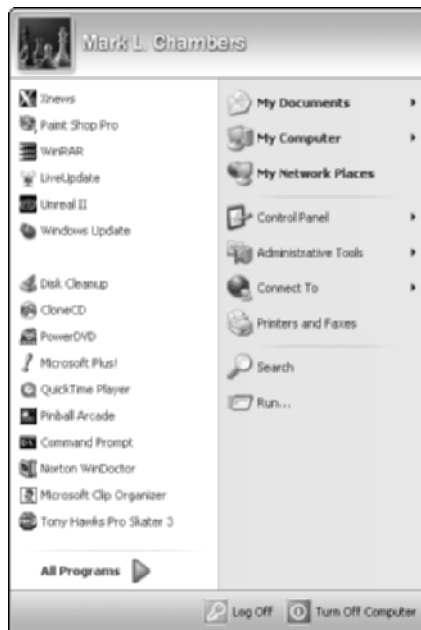 Mark L. Chambers
Xnews
Paint Shop Pro
WinRAR
LiveUpdate
Unreal II
Windows Update
Disk Cleanup
CloneCD
PowerDVD
Microsoft Plus!
QuickTime Player
Pinball Arcade
Command Prompt
Norton WinDoctor
Microsoft Clip Organizer
Tony Hawks Pro Skater 3
All Programs
My Documents
My Computer
My Network Places
Control Panel
Administrative Tools
Connect To
Printers and Faxes
Search
Run...
Log Off
Turn Off Computer